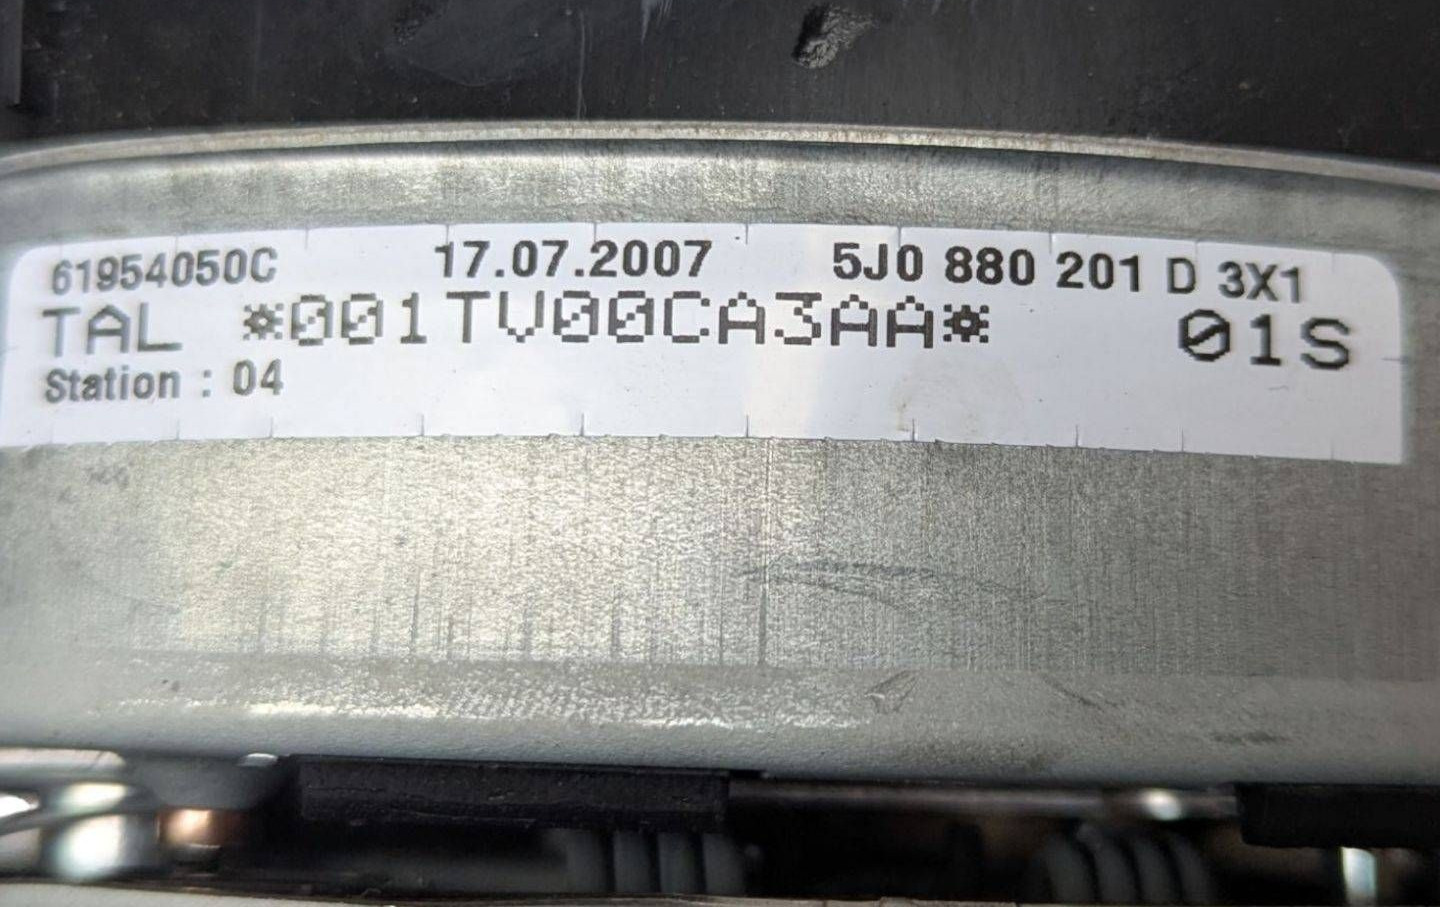 61954050C 17.07.2007 5J0 880 201 D 3X1
TAL *001TV00CA3AA* 01S
Station : 04